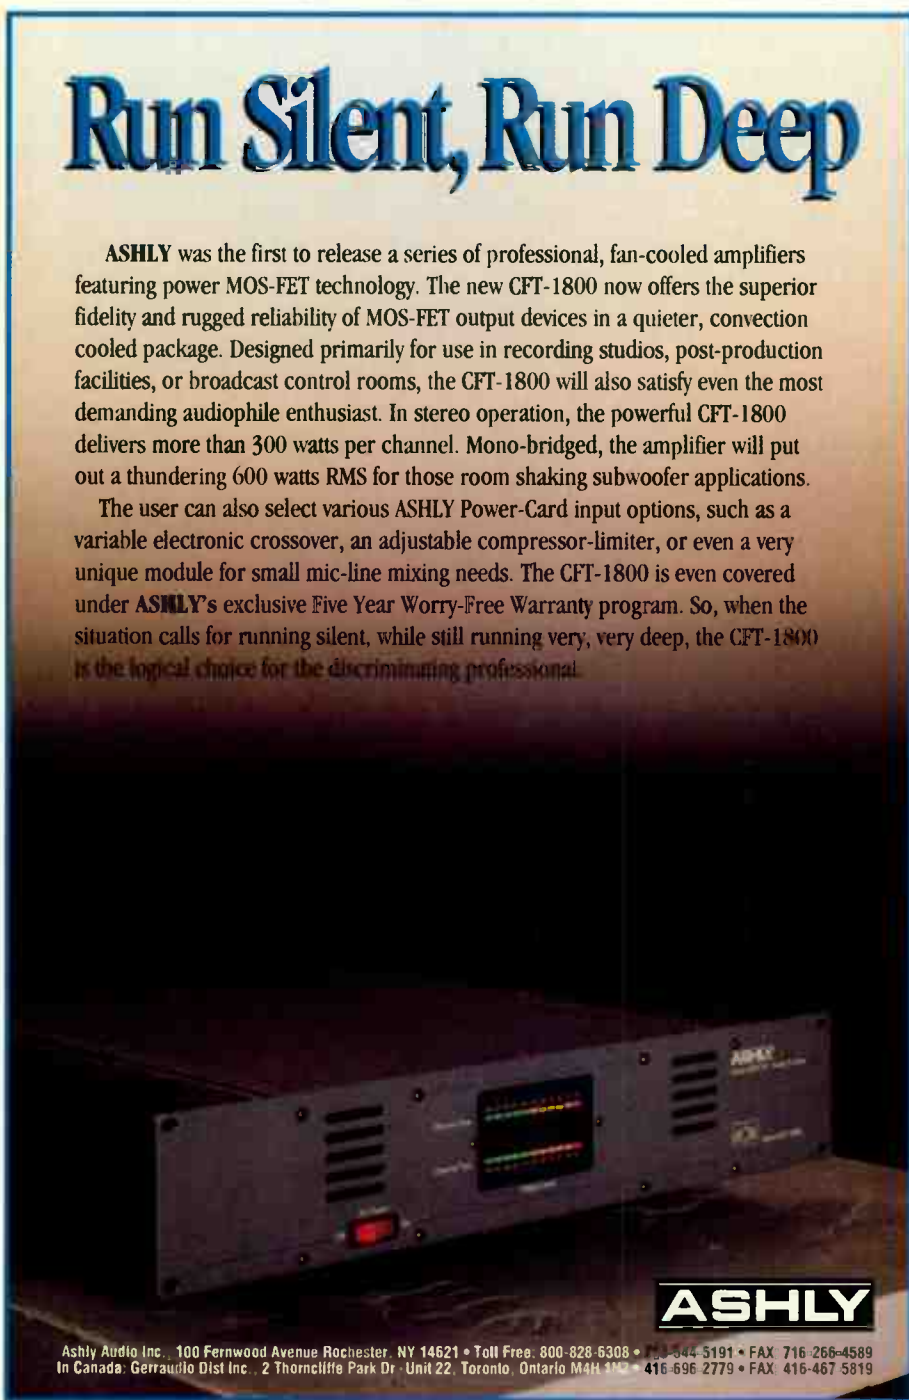 Run Silent, Run Deep
ASHLY was the first to release a series of professional, fan-cooled amplifiers
featuring power MOS-FET technology. The new CFT-1800 now offers the superior
fidelity and rugged reliability of MOS-FET output devices in a quieter, convection
cooled package. Designed primarily for use in recording studios, post-production
facilities, or broadcast control rooms, the CFT-1800 will also satisfy even the most
demanding audiophile enthusiast. In stereo operation, the powerful CFT-1800
delivers more than 300 watts per channel. Mono-bridged, the amplifier will put
out a thundering 600 watts RMS for those room shaking subwoofer applications.
The user can also select various ASHLY Power-Card input options, such as a
variable electronic crossover, an adjustable compressor-limiter, or even a very
unique module for small mic-line mixing needs. The CFT-1800 is even covered
under ASHLY's exclusive Five Year Worry-Free Warranty program. So, when the
situation calls for running silent, while still running very, very deep, the CFT-1800
is the logical choice for the discriminating professional.
ASHLY
ASHLY
Ashly Audio Inc., 100 Fernwood Avenue Rochester, NY 14621 • Toll Free: 800-828-6308 • 544-5191 • FAX 716-266-4589
In Canada: Gerraudio Dist Inc., 2 Thorncliffe Park Dr - Unit 22, Toronto, Ontario M4H • 416-696-2779 • FAX 416-467-5819